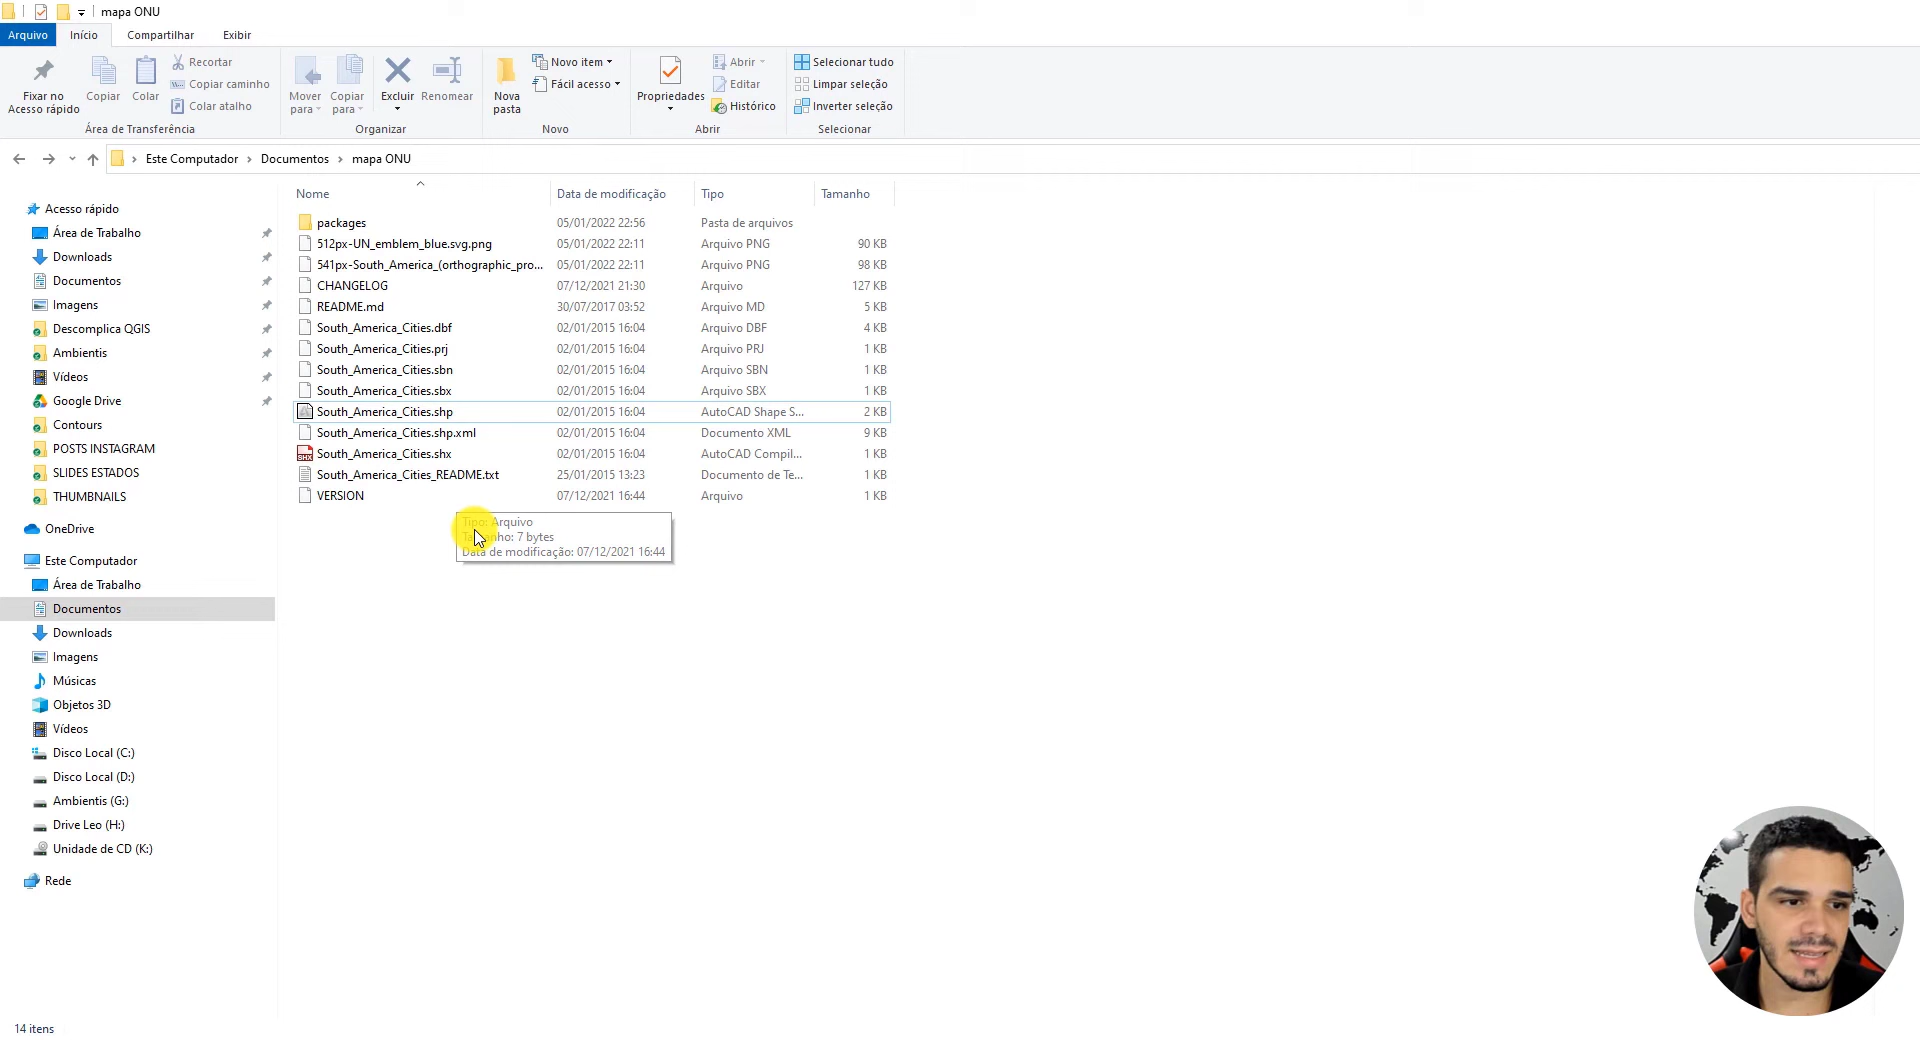 mapa ONU
Arquivo Início Compartilhar Exibir
Fixar no Acesso rápido
Copiar
Colar
Recortar
Copiar caminho
Colar atalho
Área de Transferência
Mover para
Copiar para
Excluir
Renomear
Organizar
Nova pasta
Novo item
Fácil acesso
Novo
Propriedades
Abrir
Editar
Histórico
Abrir
Selecionar tudo
Limpar seleção
Inverter seleção
Selecionar
Este Computador > Documentos > mapa ONU
Acesso rápido
Área de Trabalho
Downloads
Documentos
Imagens
Descomplica QGIS
Ambientis
Vídeos
Google Drive
Contours
POSTS INSTAGRAM
SLIDES ESTADOS
THUMBNAILS
OneDrive
Este Computador
Área de Trabalho
Documentos
Downloads
Imagens
Músicas
Objetos 3D
Vídeos
Disco Local (C:)
Disco Local (D:)
Ambientis (G:)
Drive Leo (H:)
Unidade de CD (K:)
Rede
Nome Data de modificação Tipo Tamanho
packages 05/01/2022 22:56 Pasta de arquivos
512px-UN_emblem_blue.svg.png 05/01/2022 22:11 Arquivo PNG 90 KB
541px-South_America_(orthographic_pro... 05/01/2022 22:11 Arquivo PNG 98 KB
CHANGELOG 07/12/2021 21:30 Arquivo 127 KB
README.md 30/07/2017 03:52 Arquivo MD 5 KB
South_America_Cities.dbf 02/01/2015 16:04 Arquivo DBF 4 KB
South_America_Cities.prj 02/01/2015 16:04 Arquivo PRJ 1 KB
South_America_Cities.sbn 02/01/2015 16:04 Arquivo SBN 1 KB
South_America_Cities.sbx 02/01/2015 16:04 Arquivo SBX 1 KB
South_America_Cities.shp 02/01/2015 16:04 AutoCAD Shape S... 2 KB
South_America_Cities.shp.xml 02/01/2015 16:04 Documento XML 9 KB
South_America_Cities.shx 02/01/2015 16:04 AutoCAD Compil... 1 KB
South_America_Cities_README.txt 25/01/2015 13:23 Documento de Te... 1 KB
VERSION 07/12/2021 16:44 Arquivo 1 KB
Tipo: Arquivo
Tamanho: 7 bytes
Data de modificação: 07/12/2021 16:44
14 itens